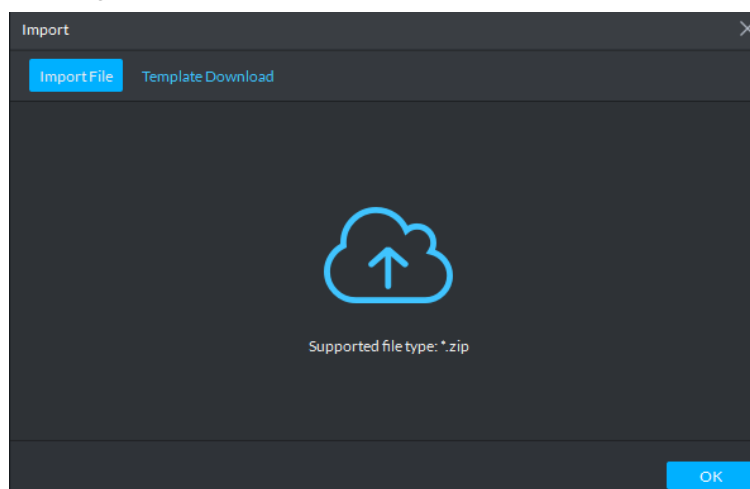 Import
Import File Template Download
Supported file type: *.zip
OK